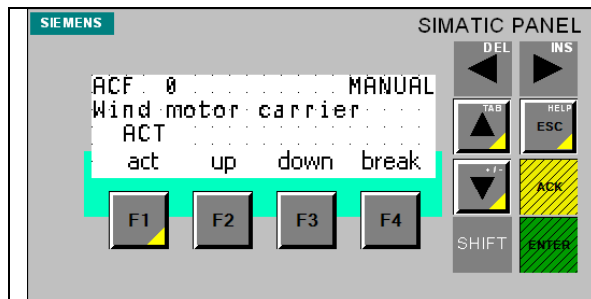 SIEMENS
SIMATIC PANEL
DEL
INS
ACF 0 MANUAL
Wind motor carrier
ACT
act up down break
TAB
HELP
ESC
+/-
ACK
F1 F2 F3 F4
SHIFT
ENTER